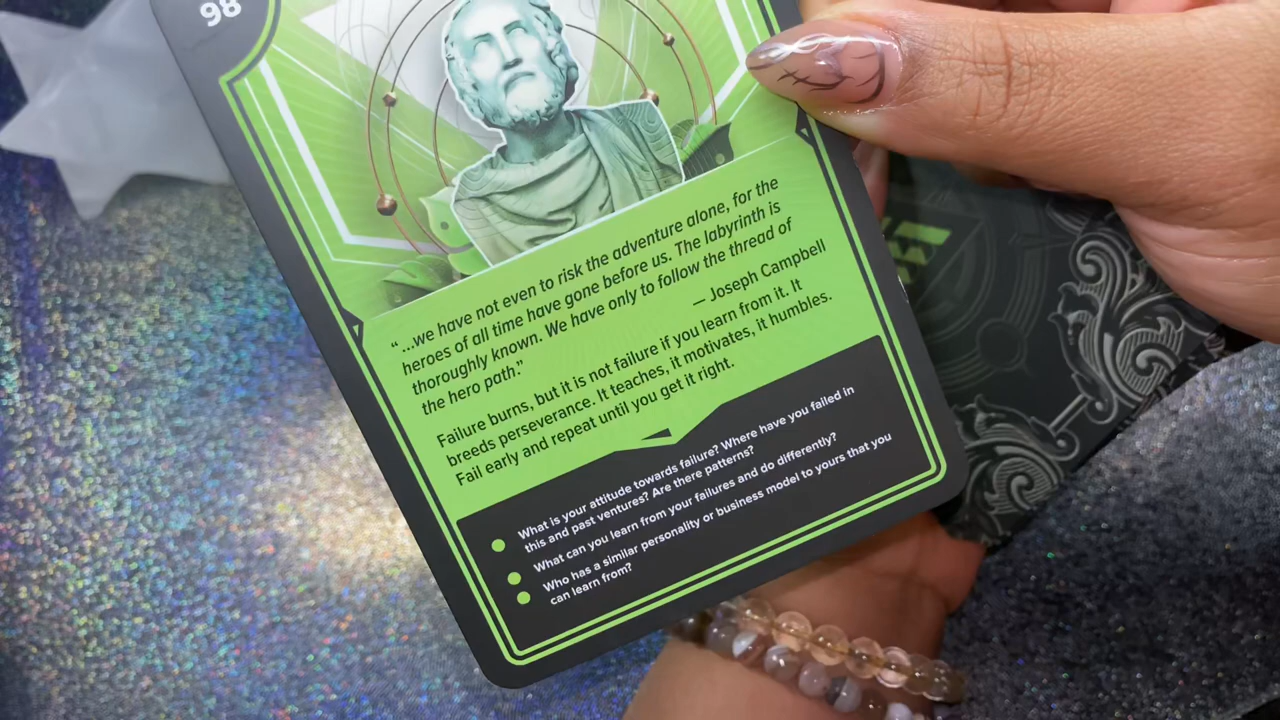 98
“ ...we have not even to risk the adventure alone, for the
heroes of all time have gone before us. The labyrinth is
thoroughly known. We have only to follow the thread of
the hero path.”
— Joseph Campbell
Failure burns, but it is not failure if you learn from it. It
breeds perseverance. It teaches, it motivates, it humbles.
Fail early and repeat until you get it right.
What is your attitude towards failure? Where have you failed in
this and past ventures? Are there patterns?
What can you learn from your failures and do differently?
Who has a similar personality or business model to yours that you
can learn from?